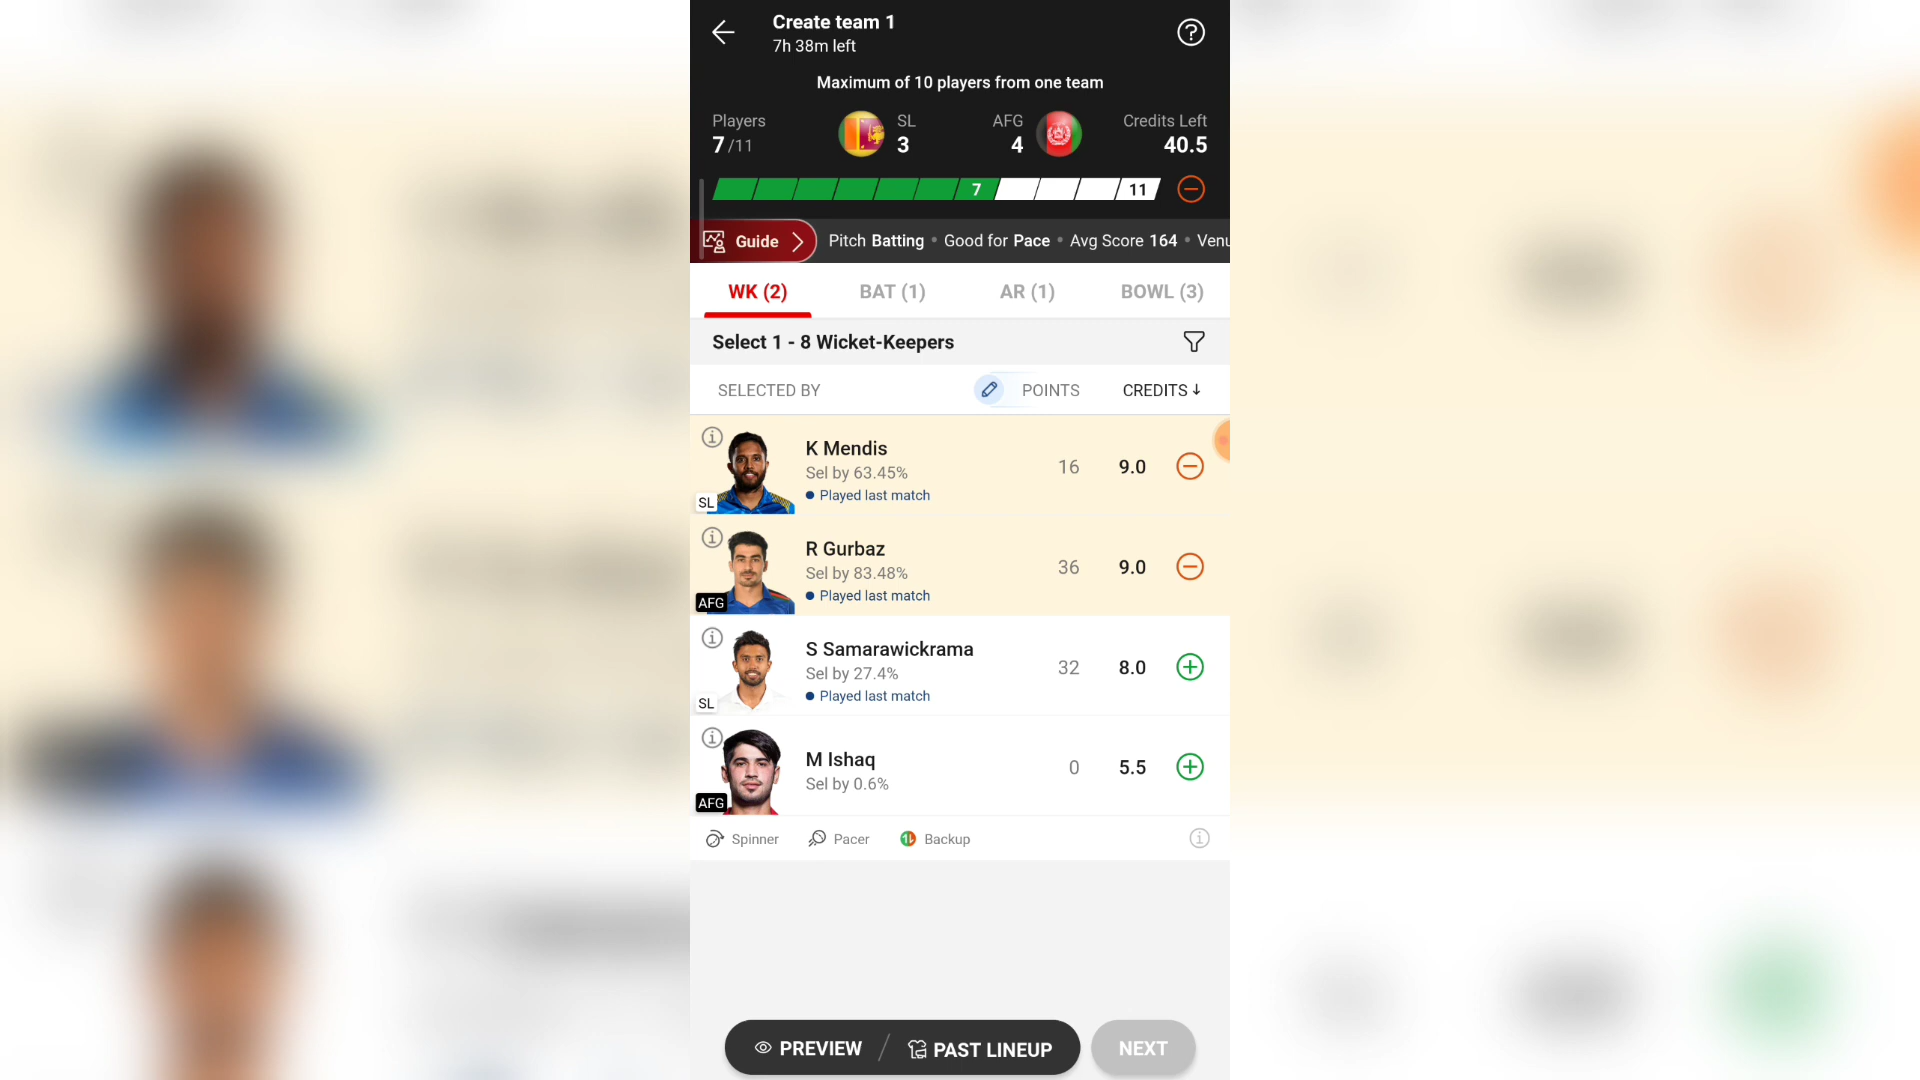 Create team 1
7h 38m left
Maximum of 10 players from one team
Players SL AFG Credits Left
7 /11 3 4 40.5
7 11
Guide Pitch Batting • Good for Pace • Avg Score 164 • Venu
WK (2) BAT (1) AR (1) BOWL (3)
Select 1 - 8 Wicket-Keepers
SELECTED BY POINTS CREDITS ↓
K Mendis
Sel by 63.45% 16 9.0
• Played last match
SL
R Gurbaz
Sel by 83.48% 36 9.0
• Played last match
AFG
S Samarawickrama
Sel by 27.4% 32 8.0
• Played last match
SL
M Ishaq
Sel by 0.6% 0 5.5
AFG
Spinner Pacer Backup
PREVIEW / PAST LINEUP NEXT